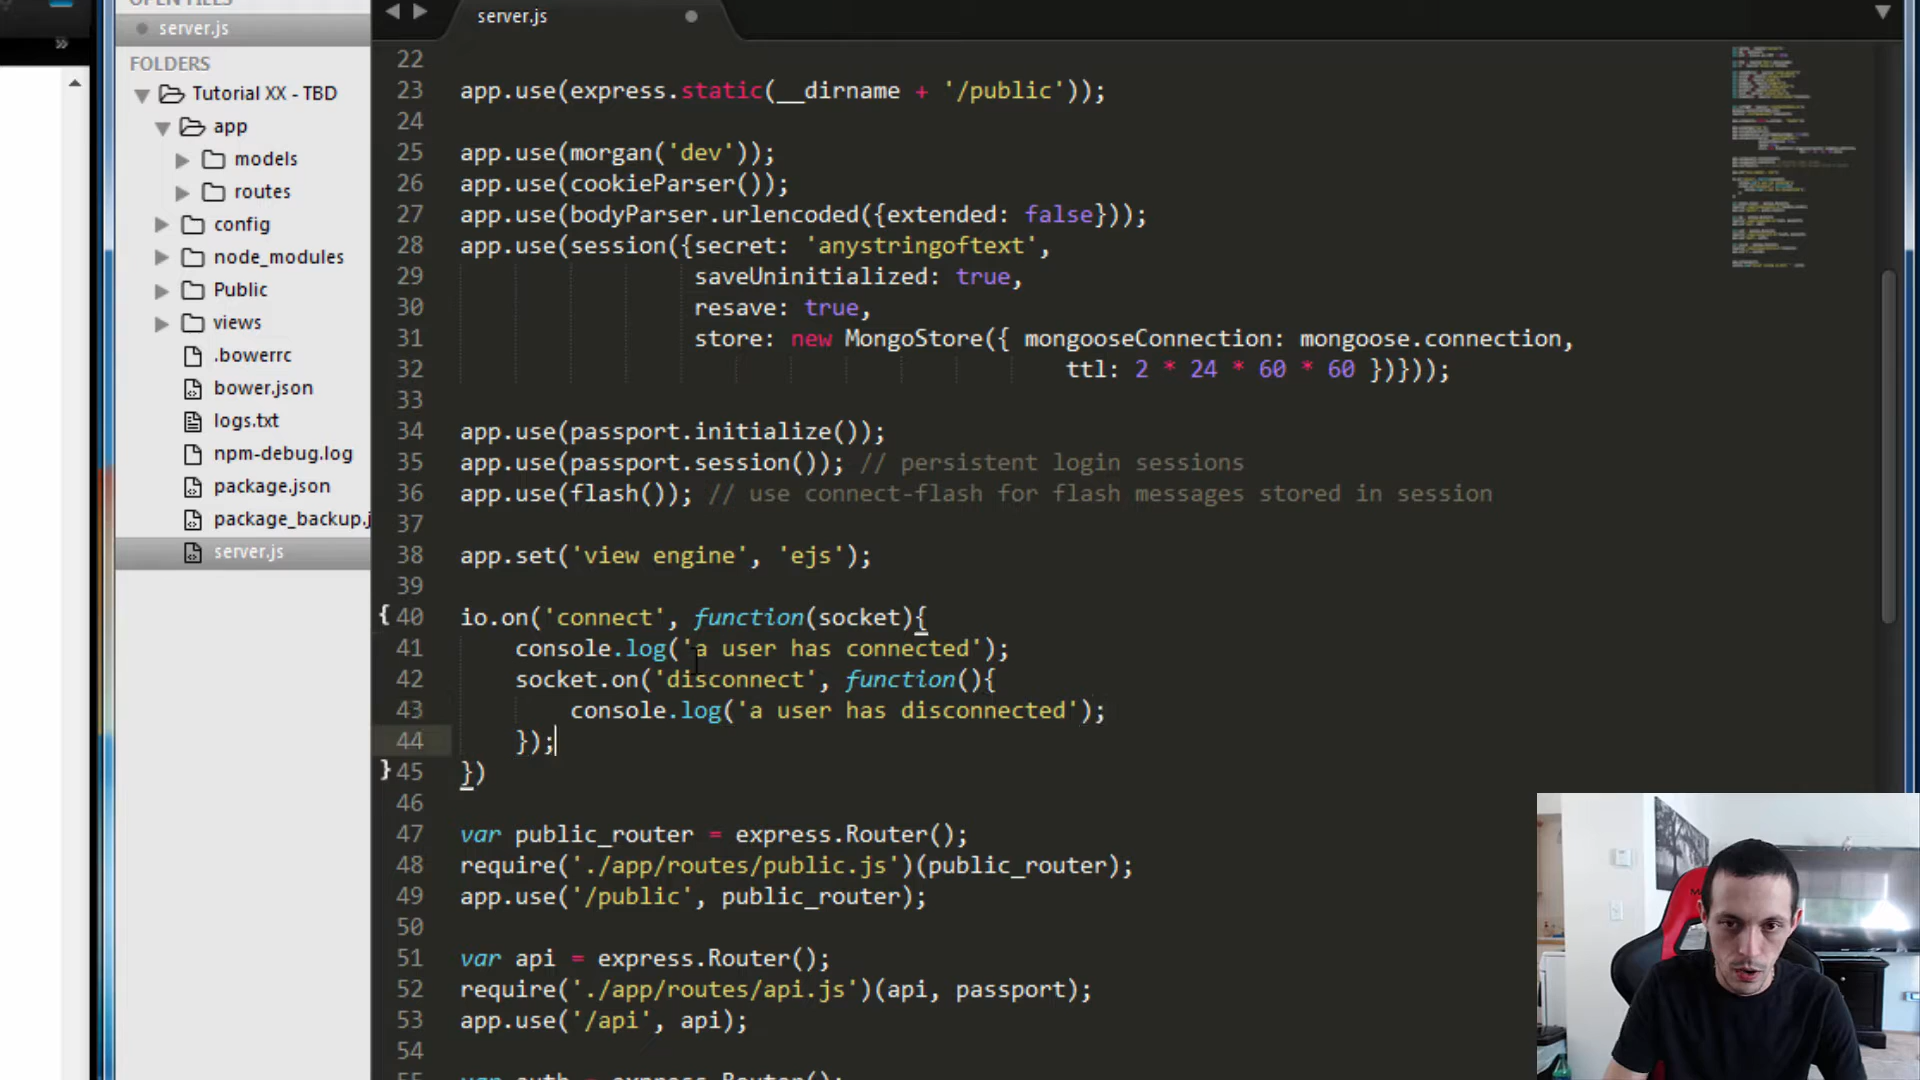 OPEN FILES
server.js
FOLDERS
Tutorial XX - TBD
app
models
routes
config
node_modules
Public
views
.bowerrc
bower.json
logs.txt
npm-debug.log
package.json
package_backup.j
server.js
server.js
22
23 app.use(express.static(__dirname + '/public'));
24
25 app.use(morgan('dev'));
26 app.use(cookieParser());
27 app.use(bodyParser.urlencoded({extended: false}));
28 app.use(session({secret: 'anystringoftext',
29 saveUninitialized: true,
30 resave: true,
31 store: new MongoStore({ mongooseConnection: mongoose.connection,
32 ttl: 2 * 24 * 60 * 60 })}));
33
34 app.use(passport.initialize());
35 app.use(passport.session()); // persistent login sessions
36 app.use(flash()); // use connect-flash for flash messages stored in session
37
38 app.set('view engine', 'ejs');
39
{ 40 io.on('connect', function(socket){
41 console.log('a user has connected');
42 socket.on('disconnect', function(){
43 console.log('a user has disconnected');
44 });
} 45 })
46
47 var public_router = express.Router();
48 require('./app/routes/public.js')(public_router);
49 app.use('/public', public_router);
50
51 var api = express.Router();
52 require('./app/routes/api.js')(api, passport);
53 app.use('/api', api);
54
55 var auth = express.Router();